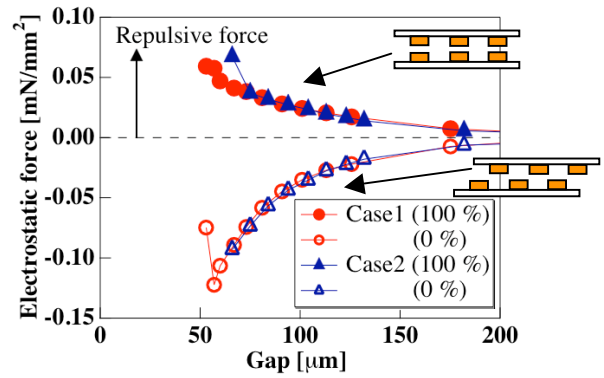 0.10
0.05
0.00
-0.05
-0.10
-0.15
Electrostatic force [mN/mm²]
Repulsive force
Case1 (100 %)
(0 %)
Case2 (100 %)
(0 %)
0 50 100 150 200
Gap [μm]